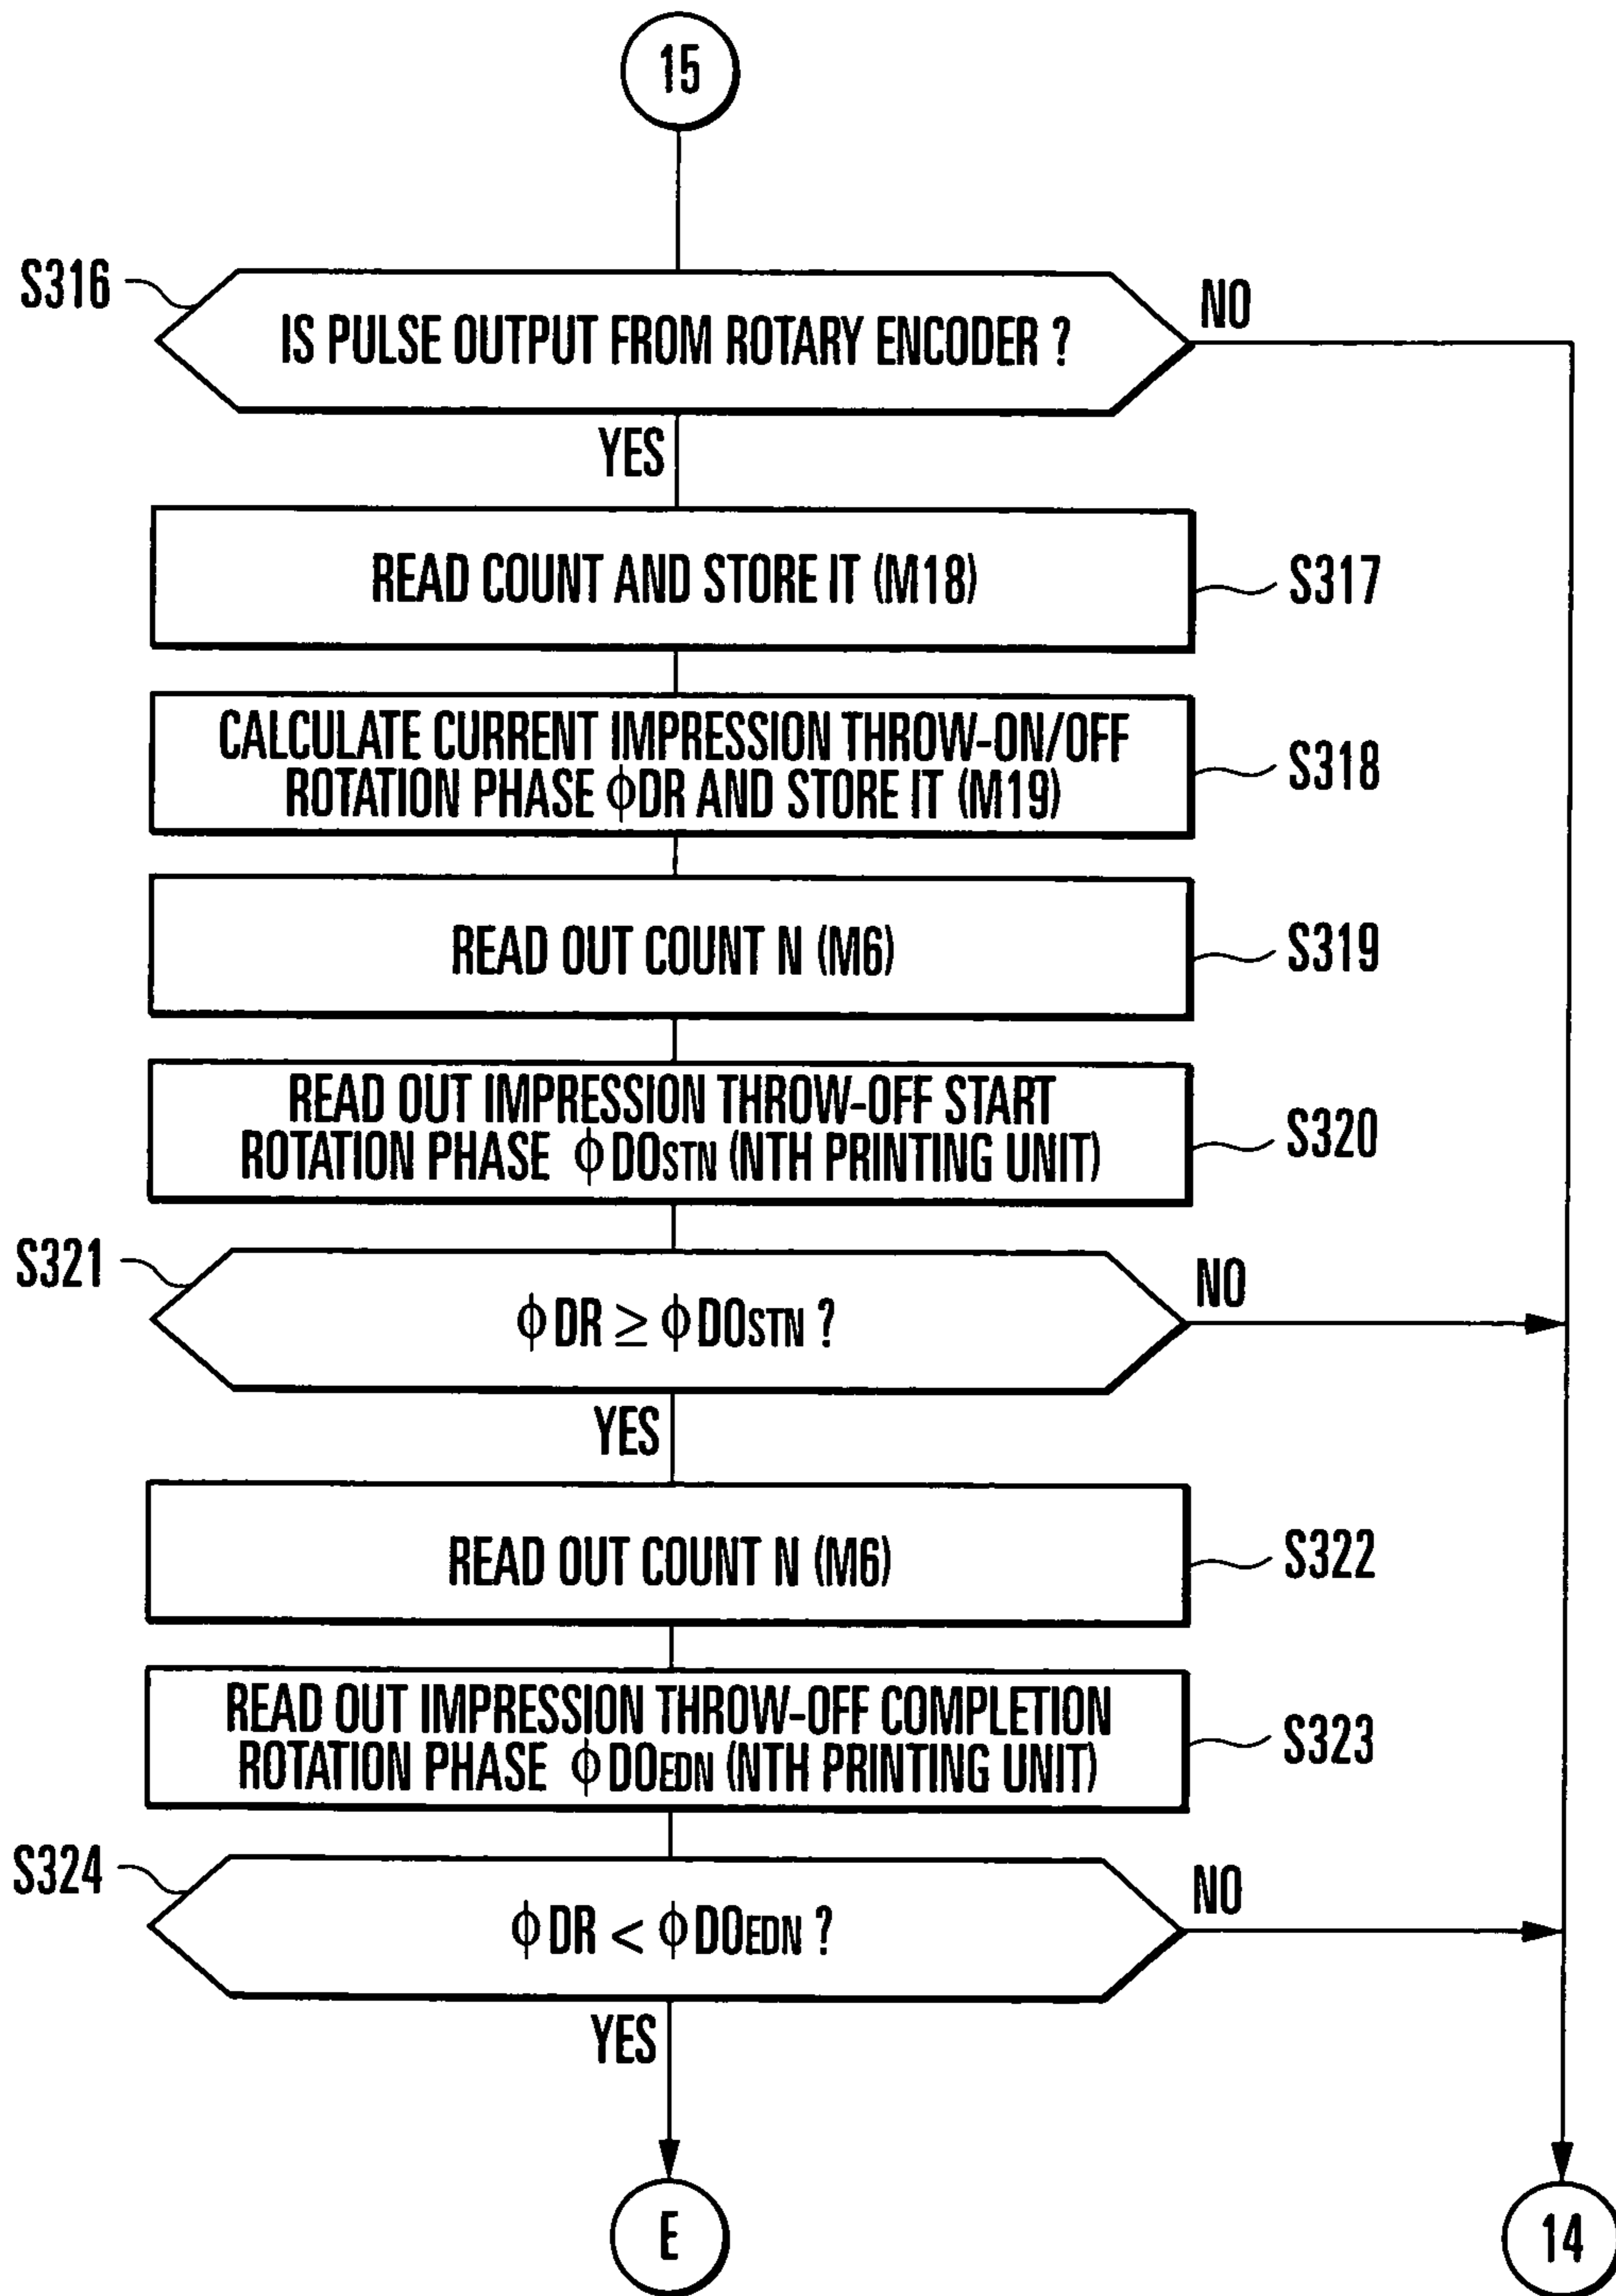 15
S316
IS PULSE OUTPUT FROM ROTARY ENCODER ?
NO
YES
READ COUNT AND STORE IT (M18)
S317
CALCULATE CURRENT IMPRESSION THROW-ON/OFF
ROTATION PHASE ϕDR AND STORE IT (M19)
S318
READ OUT COUNT N (M6)
S319
READ OUT IMPRESSION THROW-OFF START
ROTATION PHASE ϕDOSTN (NTH PRINTING UNIT)
S320
S321
ϕDR ≥ ϕDOSTN ?
NO
YES
READ OUT COUNT N (M6)
S322
READ OUT IMPRESSION THROW-OFF COMPLETION
ROTATION PHASE ϕDOEDN (NTH PRINTING UNIT)
S323
S324
ϕDR < ϕDOEDN ?
NO
YES
E
14